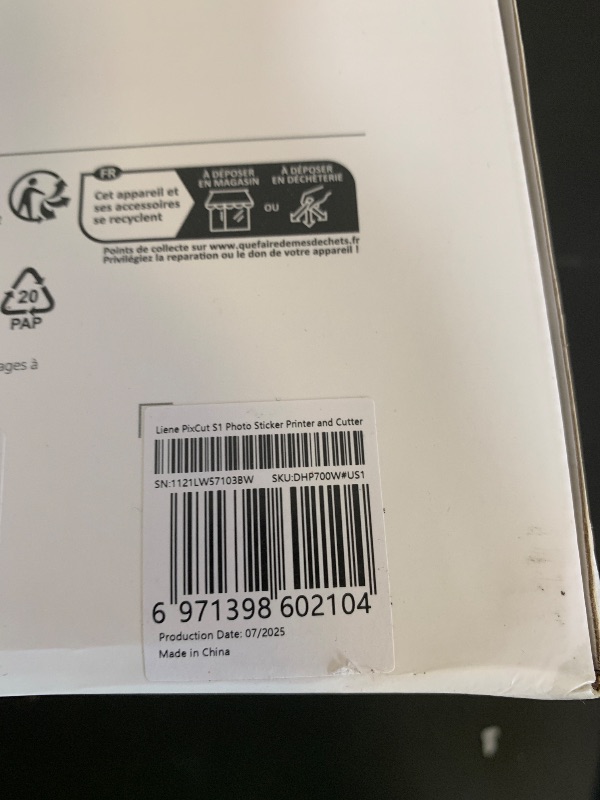 FR
Cet appareil et
ses accessoires
se recyclent
À DÉPOSER
EN MAGASIN
OU
À DÉPOSER
EN DÉCHÈTERIE
Points de collecte sur www.quefairedemesdechets.fr
Privilégiez la reparation ou le don de votre appareil !
20
PAP
ages à
Liene PixCut S1 Photo Sticker Printer and Cutter
SN:1121LW57103BW SKU:DHP700W#US1
6 971398 602104
Production Date: 07/2025
Made in China